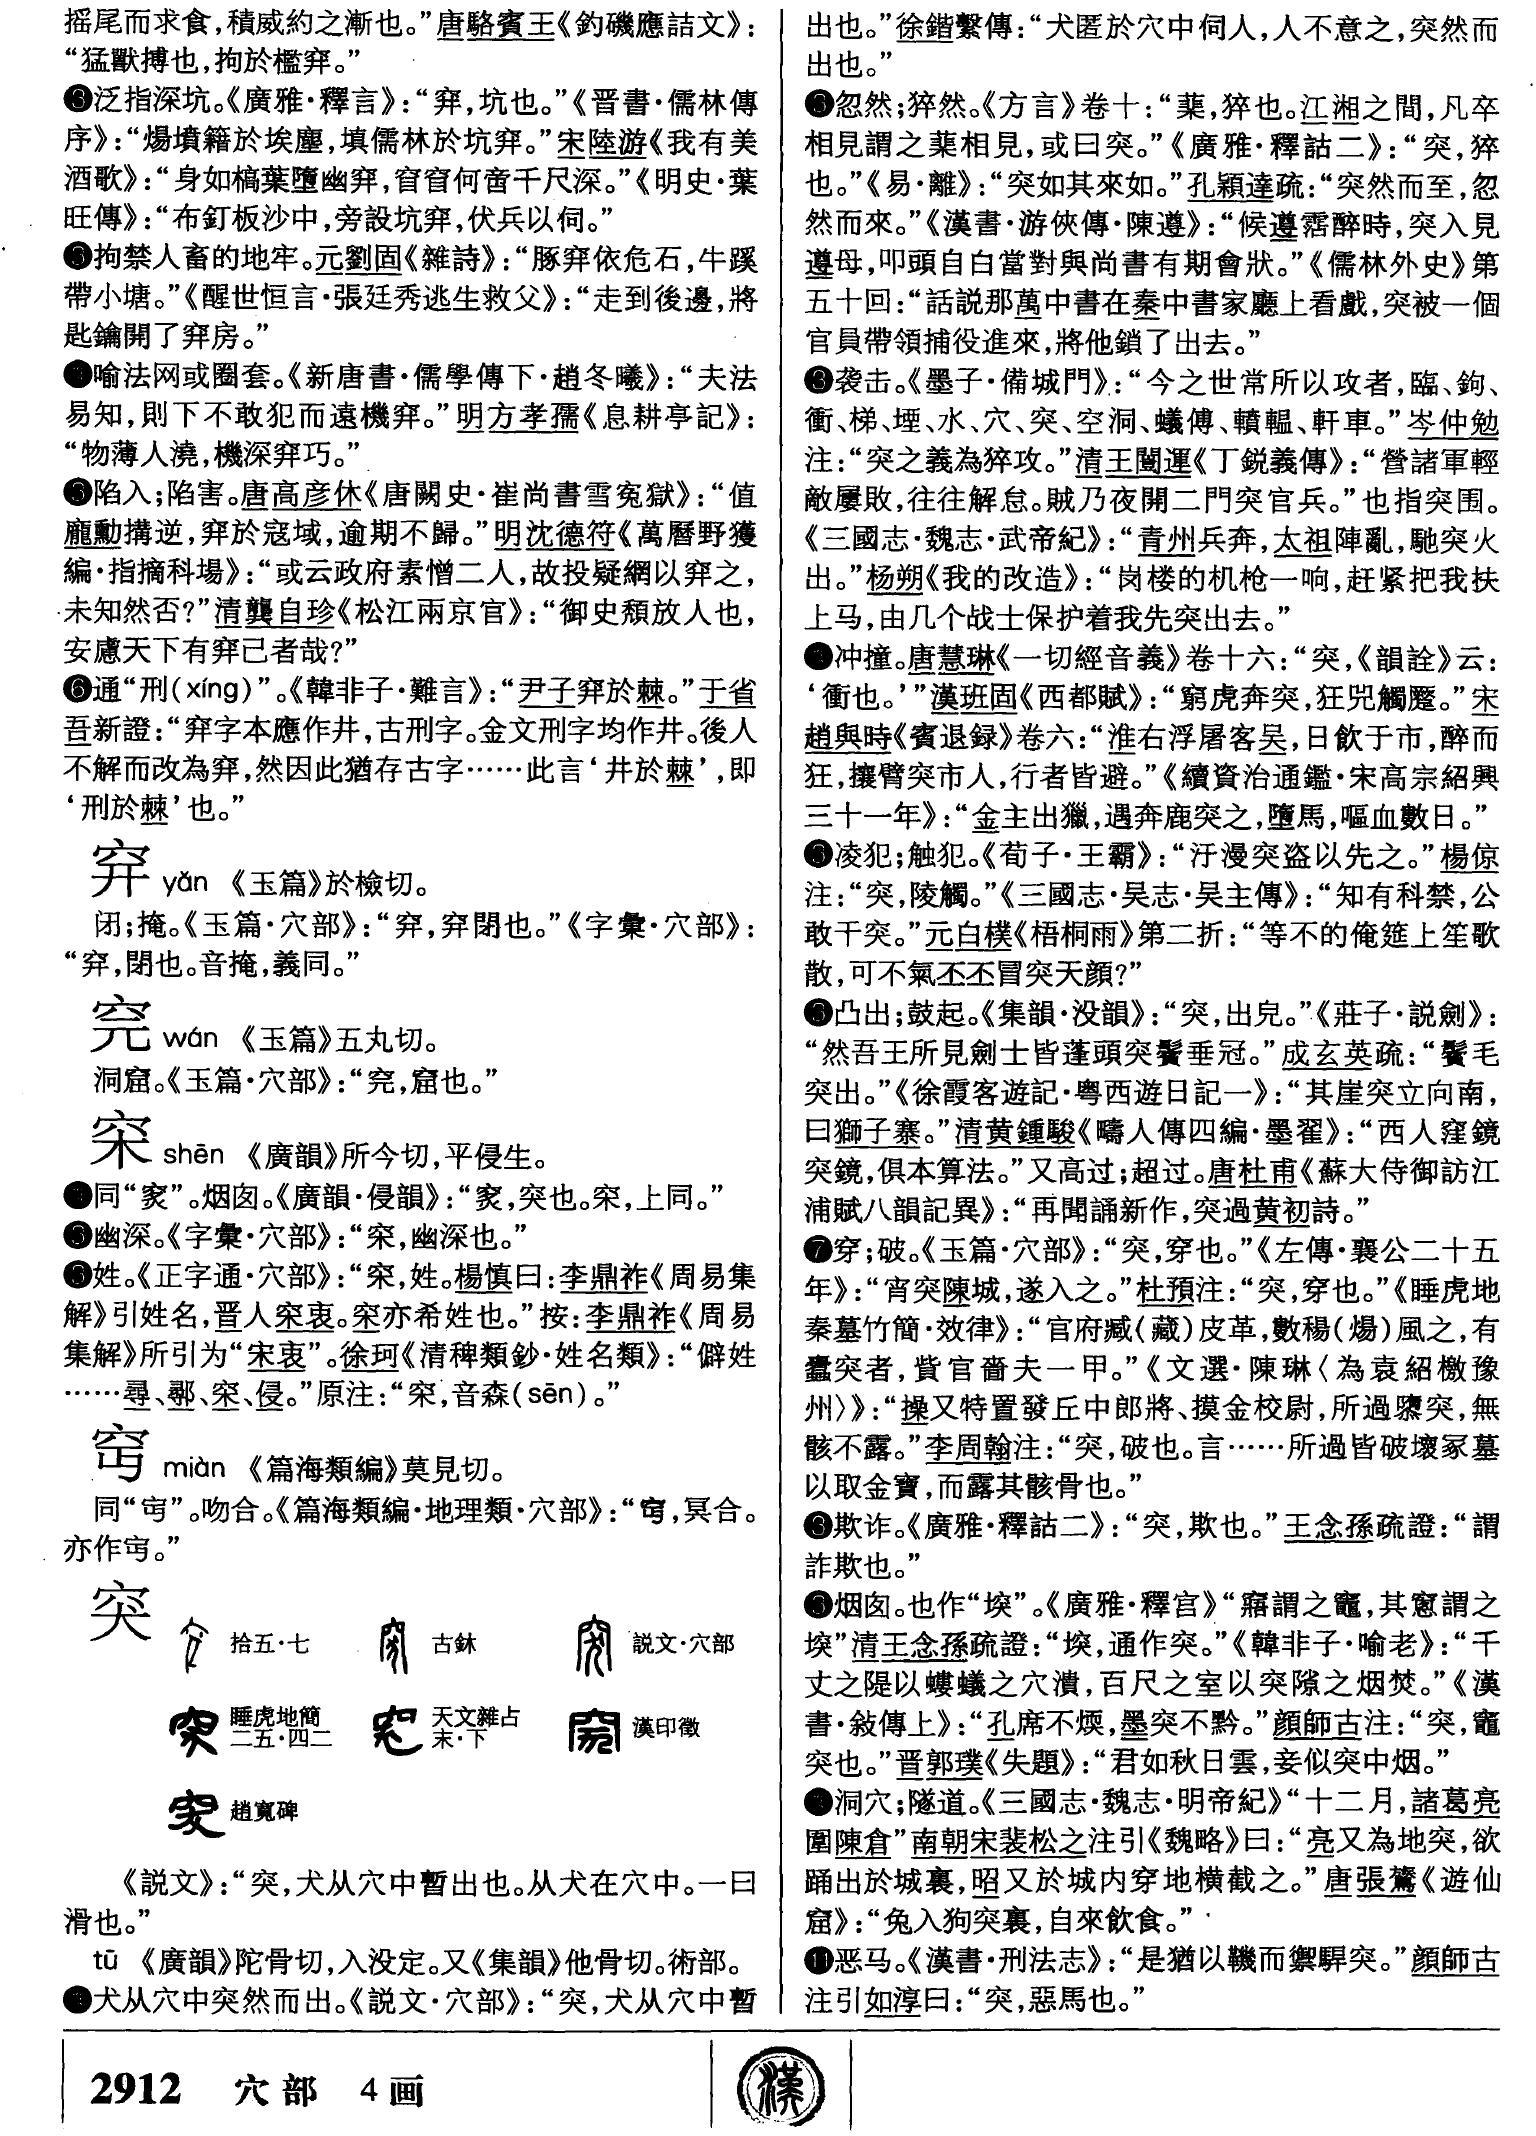 摇尾而求食，積威約之漸也。”唐駱賓王《釣磯應詰文》：
“猛獸搏也，拘於檻穽。”
泛指深坑。《廣雅·釋言》：“穽，坑也。”《晋書·儒林傳
序》：“煬墳籍於埃塵，填儒林於坑穽。”宋陸游《我有美
酒歌》：“身如槁葉墮幽穽，窅窅何啻千尺深。”《明史·葉
旺傳》：“布釘板沙中，旁設坑穽，伏兵以伺。”
拘禁人畜的地牢。元劉固《雜詩》：“豚穽依危石，牛蹊
帶小塘。”《醒世恒言·張廷秀逃生救父》：“走到後邊，將
匙鑰開了穽房。”
喻法网或圈套。《新唐書·儒學傳下·趙冬曦》：“夫法
易知，則下不敢犯而遠機穽。”明方孝孺《息耕亭記》：
“物薄人澆，機深穽巧。”
陷入；陷害。唐高彦休《唐闕史·崔尚書雪寃獄》：“值
龐勳搆逆，穽於寇域，逾期不歸。”明沈德符《萬曆野獲
編·指摘科場》：“或云政府素憎二人，故投疑網以穽之，
未知然否？”清龔自珍《松江兩京官》：“御史頹放人也，
安慮天下有穽己者哉？”
❻通“刑(xíng)”。《韓非子·難言》：“尹子穽於棘。”于省
吾新證：“穽字本應作井，古刑字。金文刑字均作井。後人
不解而改為穽，然因此猶存古字……此言‘井於棘’，即
‘刑於棘’也。”
穽 yǎn 《玉篇》於檢切。
闭；掩。《玉篇·穴部》：“穽，穽閉也。”《字彙·穴部》：
“穽，閉也。音掩，義同。”
 wán 《玉篇》五丸切。
洞窟。《玉篇·穴部》：“，窟也。”
穼 shēn 《廣韻》所今切，平侵生。
同“”。烟囱。《廣韻·侵韻》：“，突也。穼，上同。”
幽深。《字彙·穴部》：“穼，幽深也。”
姓。《正字通·穴部》：“穼，姓。楊慎曰：李鼎祚《周易集
解》引姓名，晋人穼衷。穼亦希姓也。”按：李鼎祚《周易
集解》所引为“宋衷”。徐珂《清稗類鈔·姓名類》：“僻姓
……尋、鄩、穼、侵。”原注：“穼，音森(sēn)。”
 miàn 《篇海類編》莫見切。
同“”。吻合。《篇海類編·地理類·穴部》：“，冥合。
亦作。”
突
拾五·七 古鉥 説文·穴部
睡虎地簡二五·四二 天文雜占末·下 漢印徵
趙寬碑
《説文》：“突，犬从穴中暫出也。从犬在穴中。一曰
滑也。”
tū 《廣韻》陀骨切，入没定。又《集韻》他骨切。術部。
犬从穴中突然而出。《説文·穴部》：“突，犬从穴中暫
出也。”徐鍇繫傳：“犬匿於穴中伺人，人不意之，突然而
出也。”
忽然；猝然。《方言》卷十：“䓤，猝也。江湘之間，凡卒
相見謂之䓤相見，或曰突。”《廣雅·釋詁二》：“突，猝
也。”《易·離》：“突如其來如。”孔穎達疏：“突然而至，忽
然而來。”《漢書·游俠傳·陳遵》：“候遵霑醉時，突入見
遵母，叩頭自白當對與尚書有期會狀。”《儒林外史》第
五十回：“話説那萬中書在秦中書家廳上看戲，突被一個
官員帶領捕役進來，將他鎖了出去。”
袭击。《墨子·備城門》：“今之世常所以攻者，臨、鉤、
衝、梯、堙、水、穴、突、空洞、蟻傅、轒轀、軒車。”岑仲勉
注：“突之義為猝攻。”清王闓運《丁鋭義傳》：“營諸軍輕
敵屢敗，往往解怠。賊乃夜開二門突官兵。”也指突围。
《三國志·魏志·武帝紀》：“青州兵奔，太祖陣亂，馳突火
出。”杨朔《我的改造》：“岗楼的机枪一响，赶紧把我扶
上马，由几个战士保护着我先突出去。”
冲撞。唐慧琳《一切經音義》卷十六：“突，《韻詮》云：
‘衝也。’”漢班固《西都賦》：“窮虎奔突，狂兕觸蹷。”宋
趙與時《賓退録》卷六：“淮右浮屠客吴，日飲于市，醉而
狂，攘臂突市人，行者皆避。”《續資治通鑑·宋高宗紹興
三十一年》：“金主出獵，遇奔鹿突之，墮馬，嘔血數日。”
凌犯；触犯。《荀子·王霸》：“汙漫突盗以先之。”楊倞
注：“突，陵觸。”《三國志·吴志·吴主傳》：“知有科禁，公
敢干突。”元白樸《梧桐雨》第二折：“等不的俺筵上笙歌
散，可不氣丕丕冒突天顔？”
凸出；鼓起。《集韻·没韻》：“突，出皃。”《莊子·説劍》：
“然吾王所見劍士皆蓬頭突鬢垂冠。”成玄英疏：“鬢毛
突出。”《徐霞客遊記·粤西遊日記一》：“其崖突立向南，
曰獅子寨。”清黄鍾駿《疇人傳四編·墨翟》：“西人窪鏡
突鏡，俱本算法。”又高过；超过。唐杜甫《蘇大侍御訪江
浦賦八韻記異》：“再聞誦新作，突過黄初詩。”
❼穿；破。《玉篇·穴部》：“突，穿也。”《左傳·襄公二十五
年》：“宵突陳城，遂入之。”杜預注：“突，穿也。”《睡虎地
秦墓竹簡·效律》：“官府臧(藏)皮革，數楊(煬)風之，有
蠹突者，貲官嗇夫一甲。”《文選·陳琳〈為袁紹檄豫
州〉》：“操又特置發丘中郎將、摸金校尉，所過隳突，無
骸不露。”李周翰注：“突，破也。言……所過皆破壞冢墓
以取金寶，而露其骸骨也。”
欺诈。《廣雅·釋詁二》：“突，欺也。”王念孫疏證：“謂
詐欺也。”
烟囱。也作“堗”。《廣雅·釋宫》“窹謂之竈，其窻謂之
堗”清王念孫疏證：“堗，通作突。”《韓非子·喻老》：“千
丈之隄以螻蟻之穴潰，百尺之室以突隙之烟焚。”《漢
書·敍傳上》：“孔席不煗，墨突不黔。”顔師古注：“突，竈
突也。”晋郭璞《失題》：“君如秋日雲，妾似突中烟。”
洞穴；隧道。《三國志·魏志·明帝紀》“十二月，諸葛亮
圍陳倉”南朝宋裴松之注引《魏略》曰：“亮又為地突，欲
踊出於城裏，昭又於城内穿地横截之。”唐張鷟《遊仙
窟》：“兔入狗突裏，自來飲食。”
⓫恶马。《漢書·刑法志》：“是猶以鞿而禦駻突。”顔師古
注引如淳曰：“突，惡馬也。”
2912 穴部 4画
漢